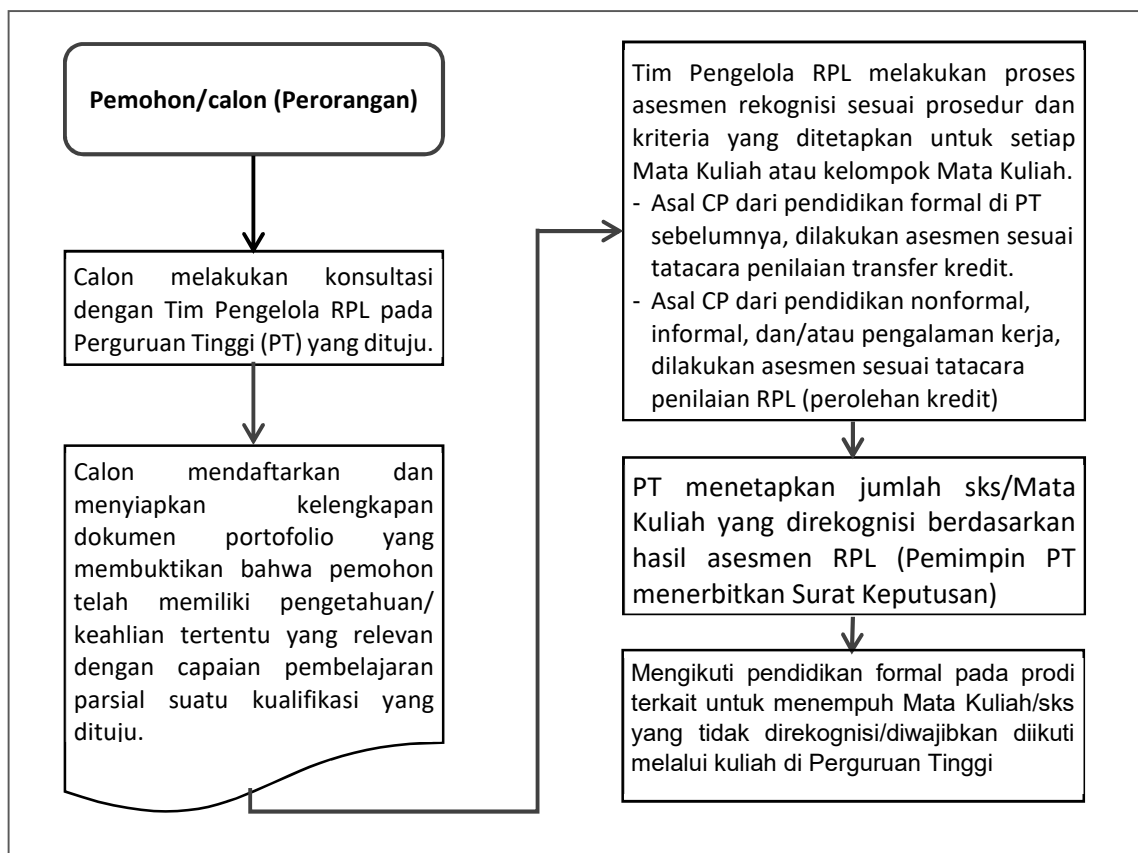 Pemohon/calon (Perorangan)
Calon melakukan konsultasi
dengan Tim Pengelola RPL pada
Perguruan Tinggi (PT) yang dituju.
Calon mendaftarkan dan
menyiapkan kelengkapan
dokumen portofolio yang
membuktikan bahwa pemohon
telah memiliki pengetahuan/
keahlian tertentu yang relevan
dengan capaian pembelajaran
parsial suatu kualifikasi yang
dituju.
Tim Pengelola RPL melakukan proses
asesmen rekognisi sesuai prosedur dan
kriteria yang ditetapkan untuk setiap
Mata Kuliah atau kelompok Mata Kuliah.
- Asal CP dari pendidikan formal di PT
sebelumnya, dilakukan asesmen sesuai
tatacara penilaian transfer kredit.
- Asal CP dari pendidikan nonformal,
informal, dan/atau pengalaman kerja,
dilakukan asesmen sesuai tatacara
penilaian RPL (perolehan kredit)
PT menetapkan jumlah sks/Mata
Kuliah yang direkognisi berdasarkan
hasil asesmen RPL (Pemimpin PT
menerbitkan Surat Keputusan)
Mengikuti pendidikan formal pada prodi
terkait untuk menempuh Mata Kuliah/sks
yang tidak direkognisi/diwajibkan diikuti
melalui kuliah di Perguruan Tinggi